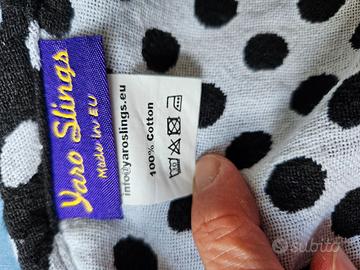 Yaro Slings
Made in EU
info@yaroslings.eu
100% Cotton
subito